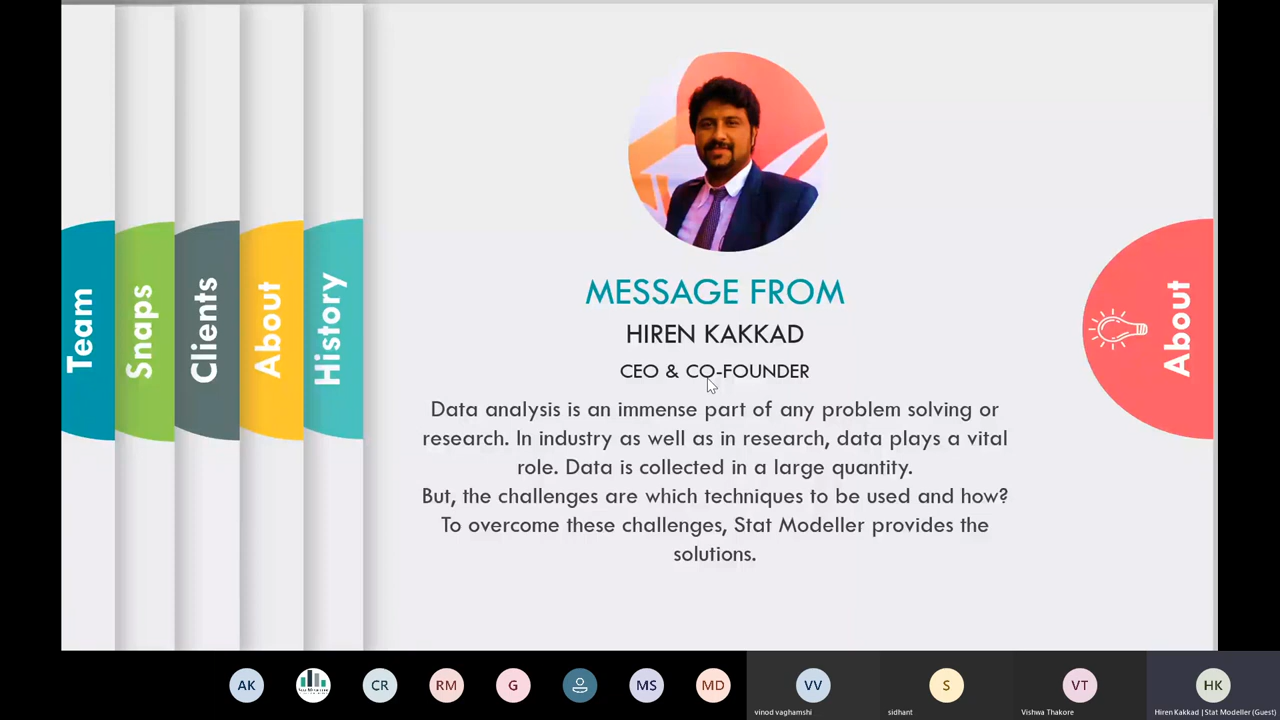 Team
Snaps
Clients
About
History
MESSAGE FROM
HIREN KAKKAD
CEO & CO-FOUNDER
Data analysis is an immense part of any problem solving or
research. In industry as well as in research, data plays a vital
role. Data is collected in a large quantity.
But, the challenges are which techniques to be used and how?
To overcome these challenges, Stat Modeller provides the
solutions.
About
AK
CR
RM
G
MS
MD
VV
vinod vaghamshi
S
sidhant
VT
Vishwa Thakore
HK
Hiren Kakkad | Stat Modeller (Guest)